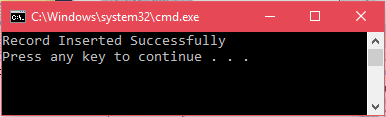 C:\Windows\system32\cmd.exe
Record Inserted Successfully
Press any key to continue . . .